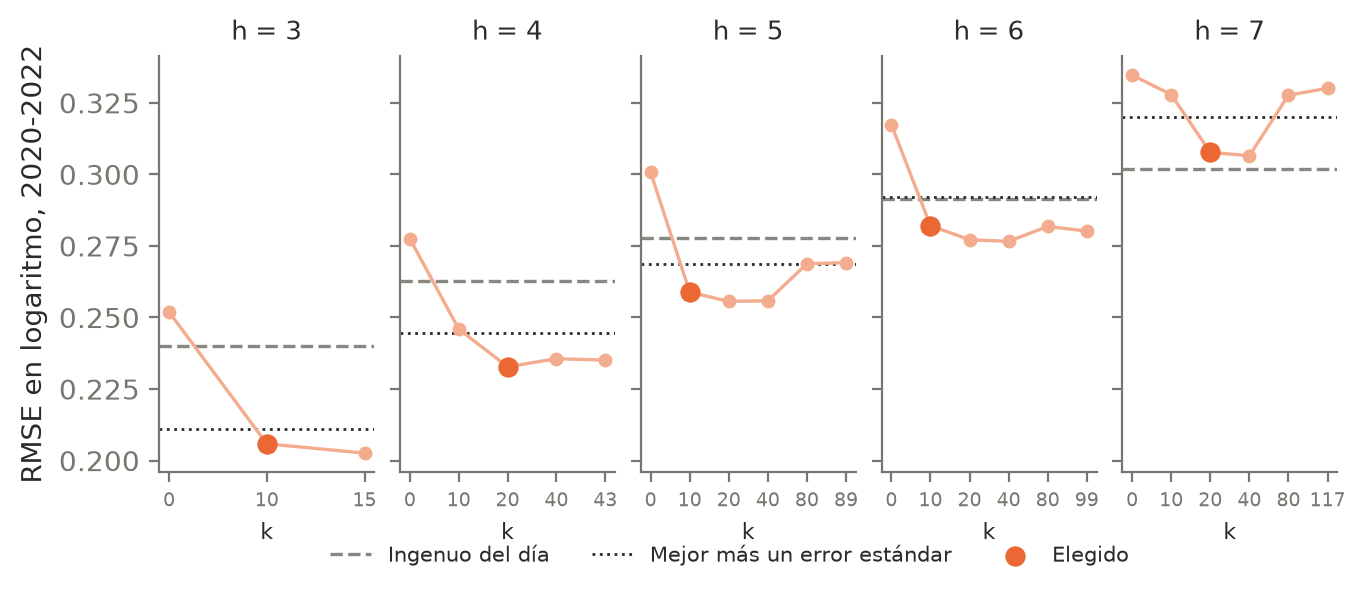 h = 3 h = 4 h = 5 h = 6 h = 7
RMSE en logaritmo, 2020-2022
0.325
0.300
0.275
0.250
0.225
0.200
0 10 15 0 10 20 40 43 0 10 20 40 80 89 0 10 20 40 80 99 0 10 20 40 80 117
k k k k k
Ingenuo del día Mejor más un error estándar Elegido